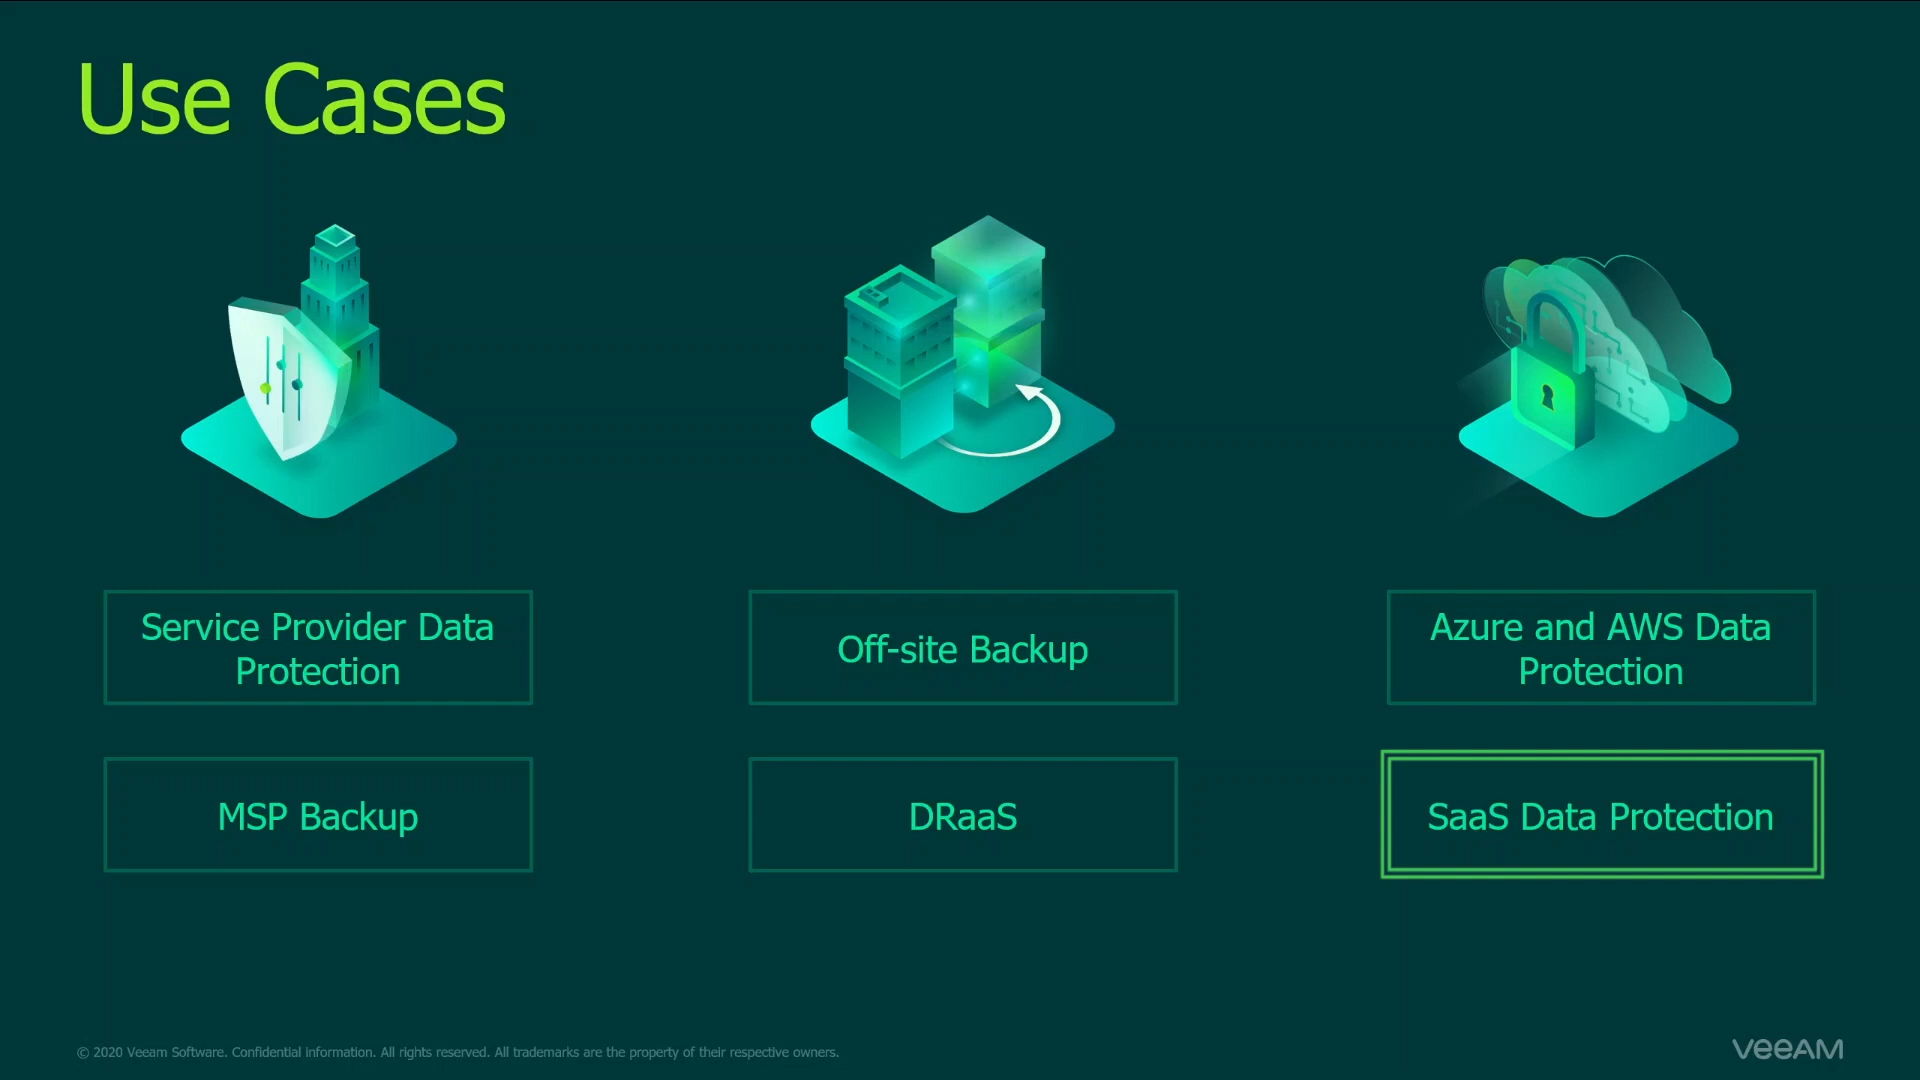 Use Cases
Service Provider Data
Protection
Off-site Backup
Azure and AWS Data
Protection
MSP Backup
DRaaS
SaaS Data Protection
© 2020 Veeam Software. Confidential information. All rights reserved. All trademarks are the property of their respective owners.
VEEAM